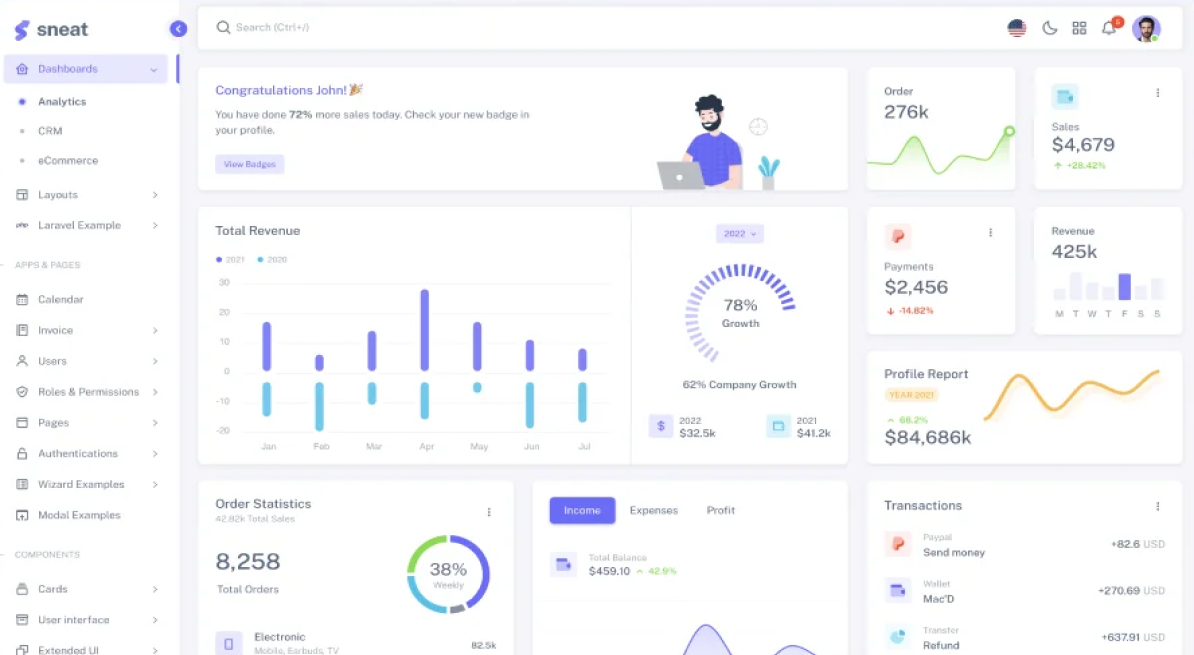 sneat
Dashboards
Analytics
CRM
eCommerce
Layouts
Laravel Example
APPS & PAGES
Calendar
Invoice
Users
Roles & Permissions
Pages
Authentications
Wizard Examples
Modal Examples
COMPONENTS
Cards
User interface
Extended UI
Search (Ctrl+/)
Congratulations John!
You have done 72% more sales today. Check your new badge in
your profile.
View Badges
Order
276k
Sales
$4,679
+28.42%
Total Revenue
2021
2020
30
20
10
0
-10
-20
Jan
Feb
Mar
Apr
May
Jun
Jul
2022
78%
Growth
62% Company Growth
2022
$32.5k
2021
$41.2k
Payments
$2,456
-14.82%
Revenue
425k
M T W T F S S
Profile Report
YEAR 2021
68.2%
$84,686k
Order Statistics
42.82k Total Sales
8,258
Total Orders
38%
Weekly
Electronic
Mobile, Earbuds, TV
82.5k
Income
Expenses
Profit
Total Balance
$459.10
42.9%
Transactions
Paypal
Send money
+82.6 USD
Wallet
Mac'D
+270.69 USD
Transfer
Refund
+637.91 USD